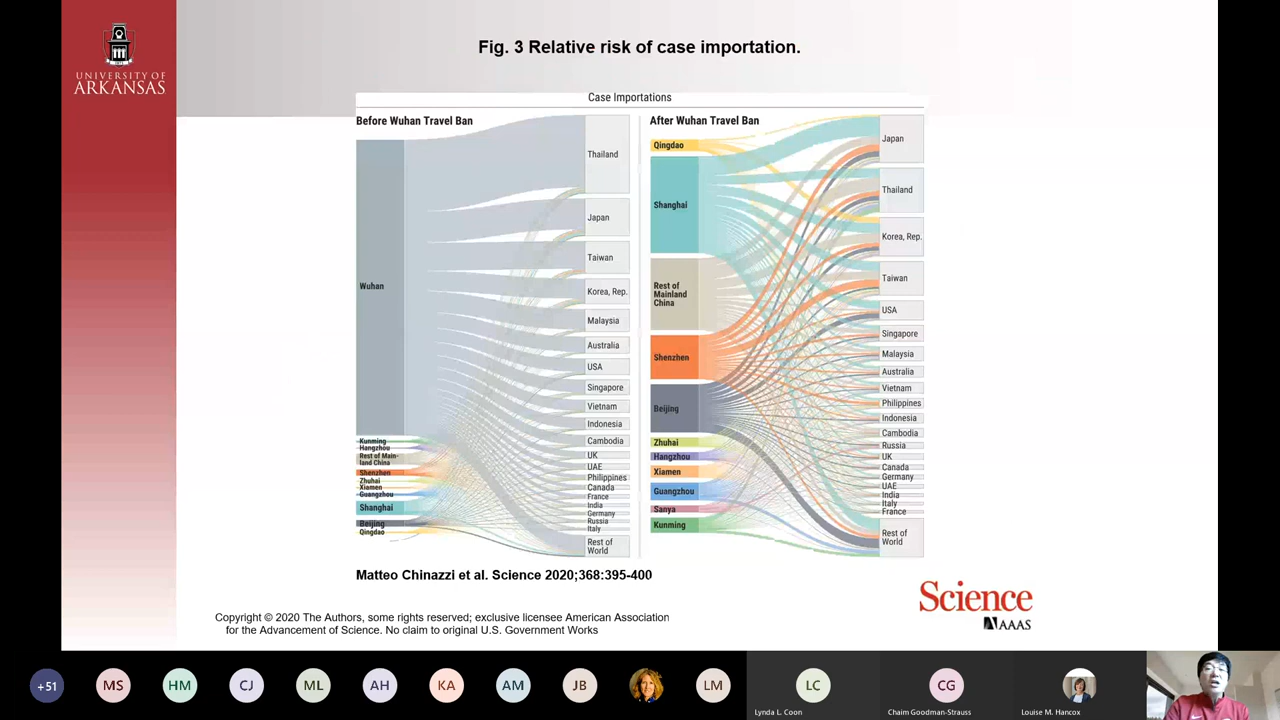 UNIVERSITY OF
ARKANSAS
Fig. 3 Relative risk of case importation.
Case Importations
Before Wuhan Travel Ban
Wuhan
Kunming
Hangzhou
Rest of Main-
land China
Shenzhen
Zhuhai
Xiamen
Guangzhou
Shanghai
Beijing
Qingdao
Thailand
Japan
Taiwan
Korea, Rep.
Malaysia
Australia
USA
Singapore
Vietnam
Indonesia
Cambodia
UK
UAE
Philippines
Canada
France
India
Germany
Russia
Italy
Rest of
World
After Wuhan Travel Ban
Qingdao
Shanghai
Rest of
Mainland
China
Shenzhen
Beijing
Zhuhai
Hangzhou
Xiamen
Guangzhou
Sanya
Kunming
Japan
Thailand
Korea, Rep.
Taiwan
USA
Singapore
Malaysia
Australia
Vietnam
Philippines
Indonesia
Cambodia
Russia
UK
Canada
Germany
UAE
India
Italy
France
Rest of
World
Matteo Chinazzi et al. Science 2020;368:395-400
Copyright © 2020 The Authors, some rights reserved; exclusive licensee American Association
for the Advancement of Science. No claim to original U.S. Government Works
Science
AAAS
+51
MS
HM
CJ
ML
AH
KA
AM
JB
LM
LC
CG
Lynda L. Coon
Chaim Goodman-Strauss
Louise M. Hancox